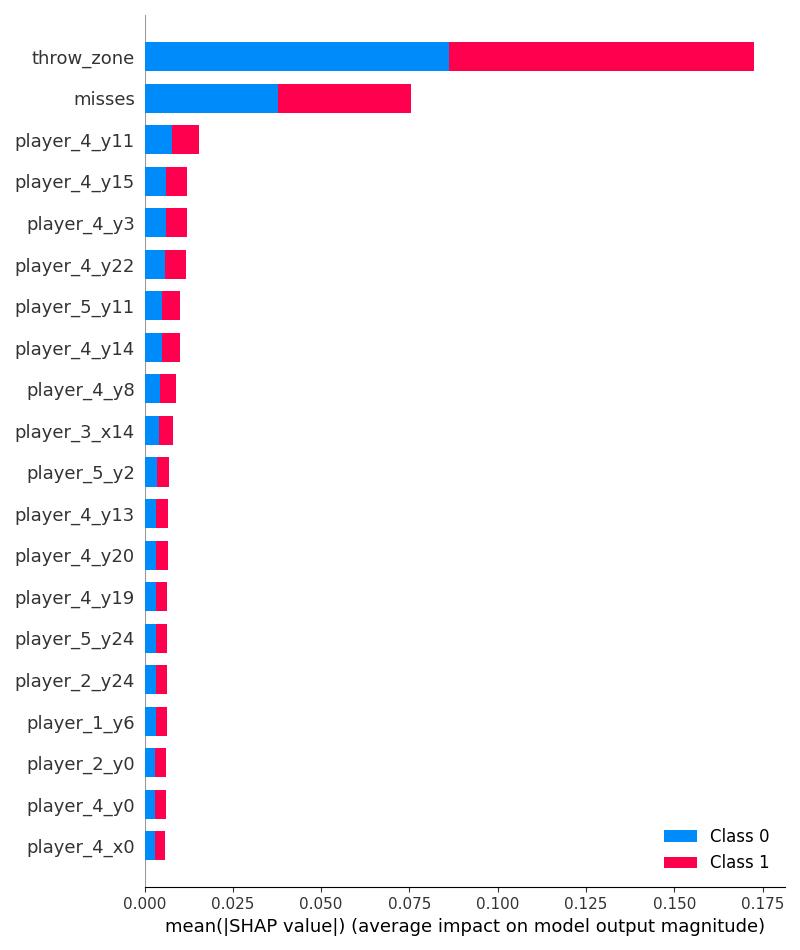 throw_zone
misses
player_4_y11
player_4_y15
player_4_y3
player_4_y22
player_5_y11
player_4_y14
player_4_y8
player_3_x14
player_5_y2
player_4_y13
player_4_y20
player_4_y19
player_5_y24
player_2_y24
player_1_y6
player_2_y0
player_4_y0
player_4_x0
Class 0
Class 1
0.000 0.025 0.050 0.075 0.100 0.125 0.150 0.175
mean(|SHAP value|) (average impact on model output magnitude)